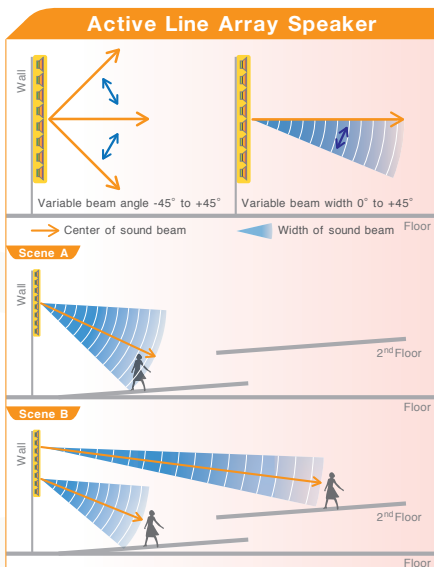 Active Line Array Speaker
Wall
Variable beam angle -45° to +45°
Variable beam width 0° to +45°
Center of sound beam
Width of sound beam
Floor
Scene A
Wall
2nd Floor
Floor
Scene B
Wall
2nd Floor
Floor